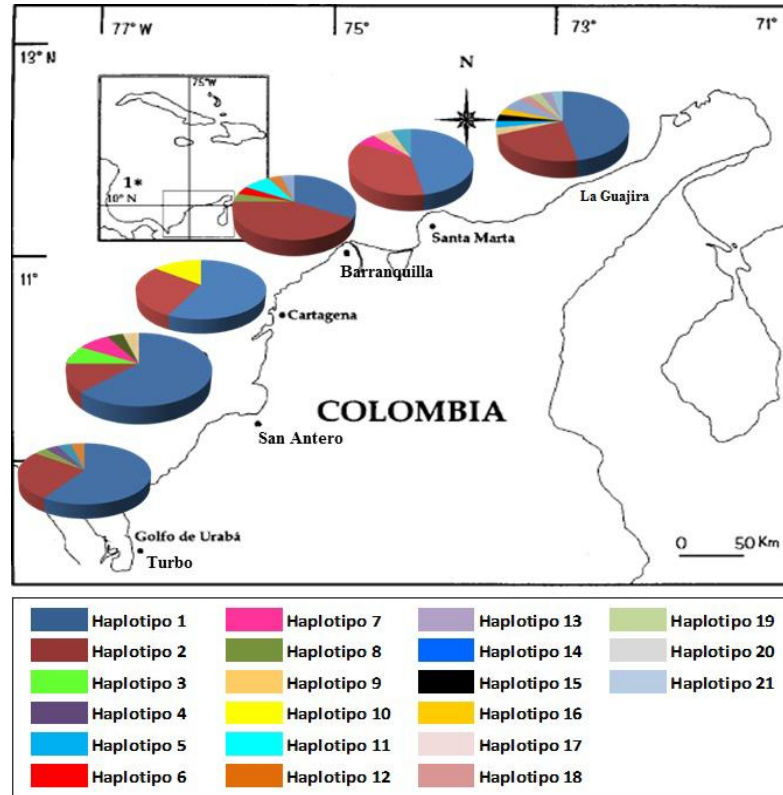 77° W
75°
73°
71°
13° N
N
75°W
1*
10° N
La Guajira
Santa Marta
11°
Barranquilla
Cartagena
COLOMBIA
San Antero
Golfo de Urabá
Turbo
0 50 Km
Haplotipo 1
Haplotipo 2
Haplotipo 3
Haplotipo 4
Haplotipo 5
Haplotipo 6
Haplotipo 7
Haplotipo 8
Haplotipo 9
Haplotipo 10
Haplotipo 11
Haplotipo 12
Haplotipo 13
Haplotipo 14
Haplotipo 15
Haplotipo 16
Haplotipo 17
Haplotipo 18
Haplotipo 19
Haplotipo 20
Haplotipo 21